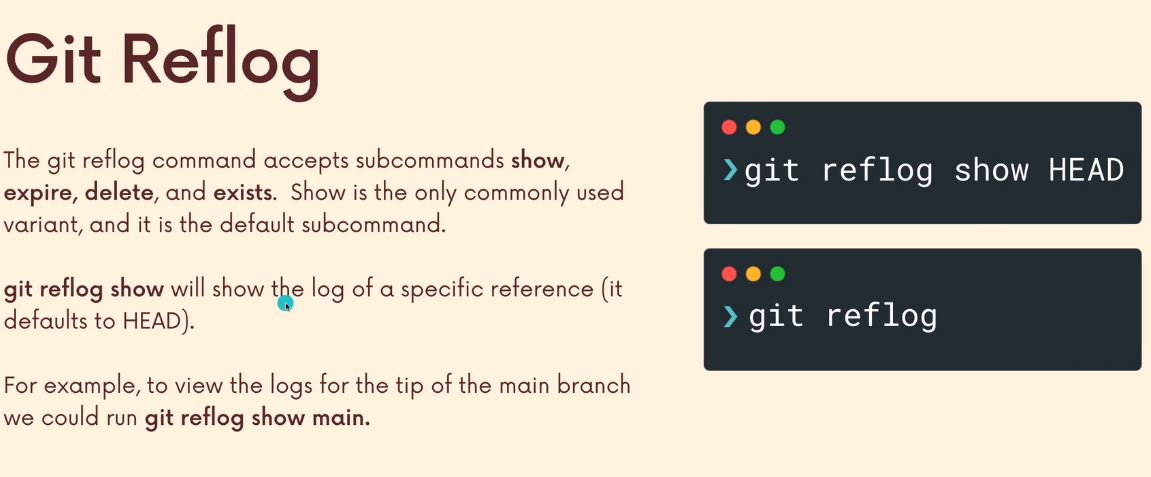 Git Reflog
The git reflog command accepts subcommands show,
expire, delete, and exists.  Show is the only commonly used
variant, and it is the default subcommand.
git reflog show will show the log of a specific reference (it
defaults to HEAD).
For example, to view the logs for the tip of the main branch
we could run git reflog show main.
❯git reflog show HEAD
❯ git reflog